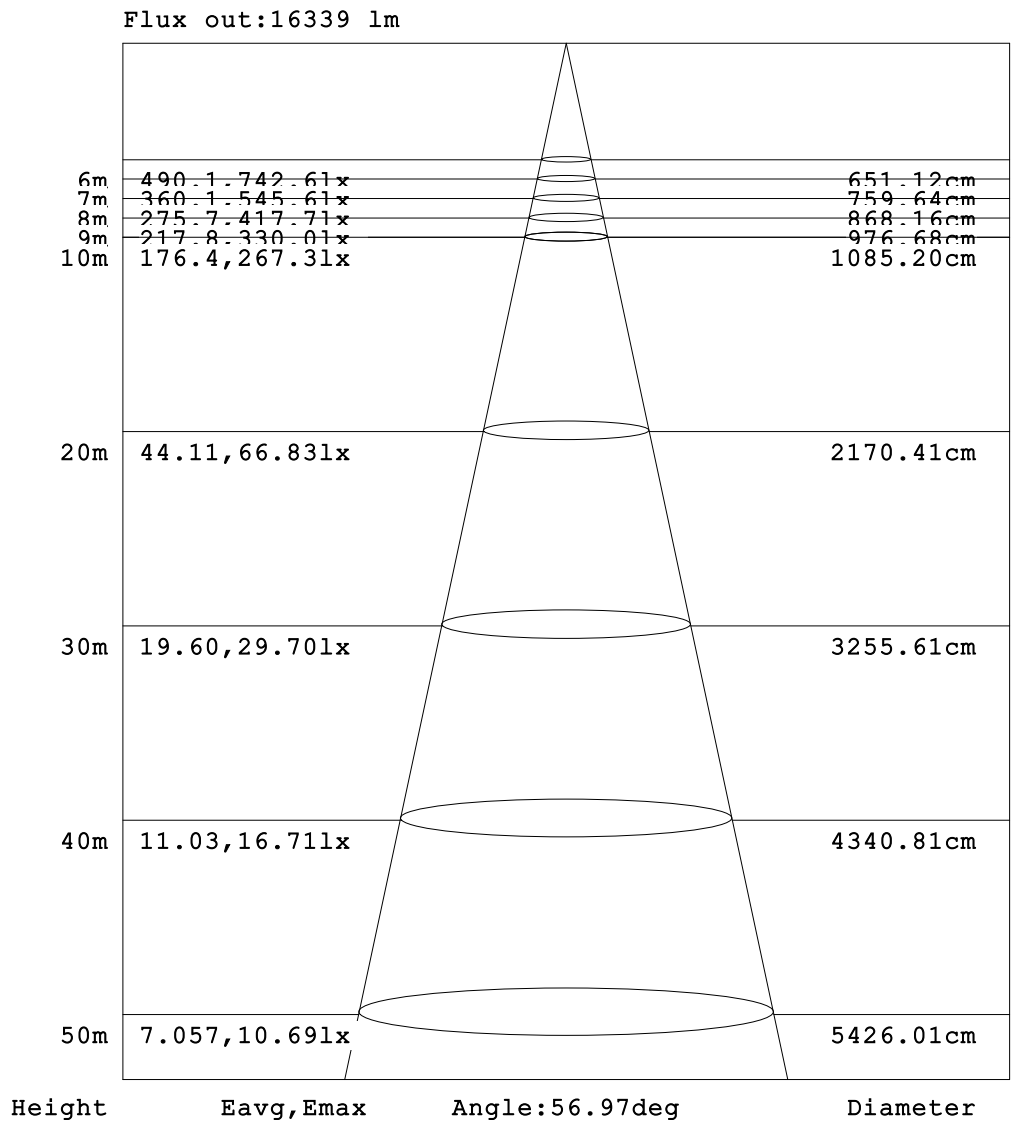 Flux out:16339 lm
6m 490.1,742.6lx 651.12cm
7m 360.1,545.6lx 759.64cm
8m 275.7,417.7lx 868.16cm
9m 217.8,330.0lx 976.68cm
10m 176.4,267.3lx 1085.20cm
20m 44.11,66.83lx 2170.41cm
30m 19.60,29.70lx 3255.61cm
40m 11.03,16.71lx 4340.81cm
50m 7.057,10.69lx 5426.01cm
Height Eavg,Emax Angle:56.97deg Diameter